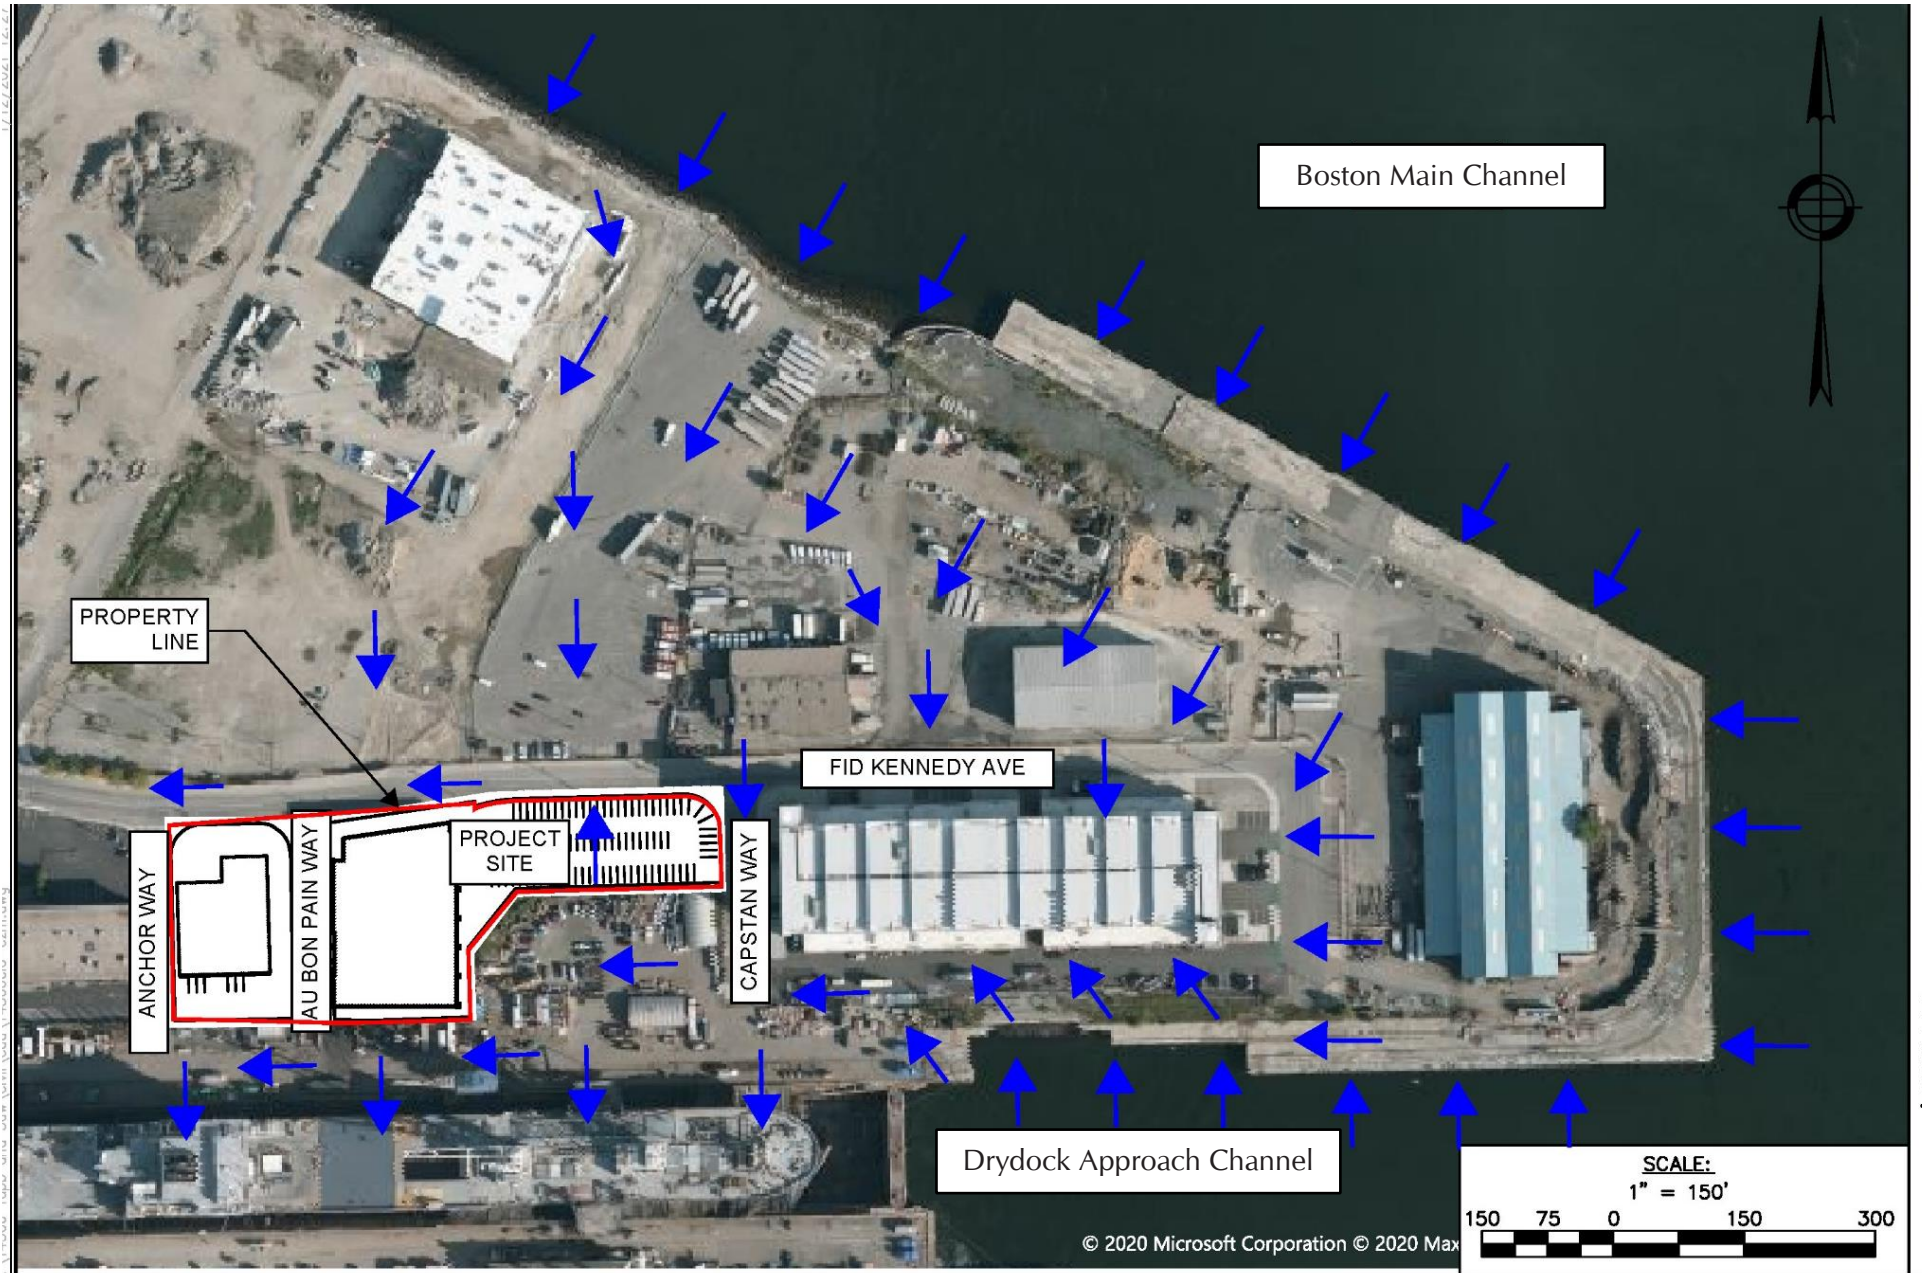 Boston Main Channel
PROPERTY
LINE
FID KENNEDY AVE
PROJECT
SITE
ANCHOR WAY
AU BON PAIN WAY
CAPSTAN WAY
Drydock Approach Channel
SCALE:
1" = 150'
150 75 0 150 300
© 2020 Microsoft Corporation © 2020 Max